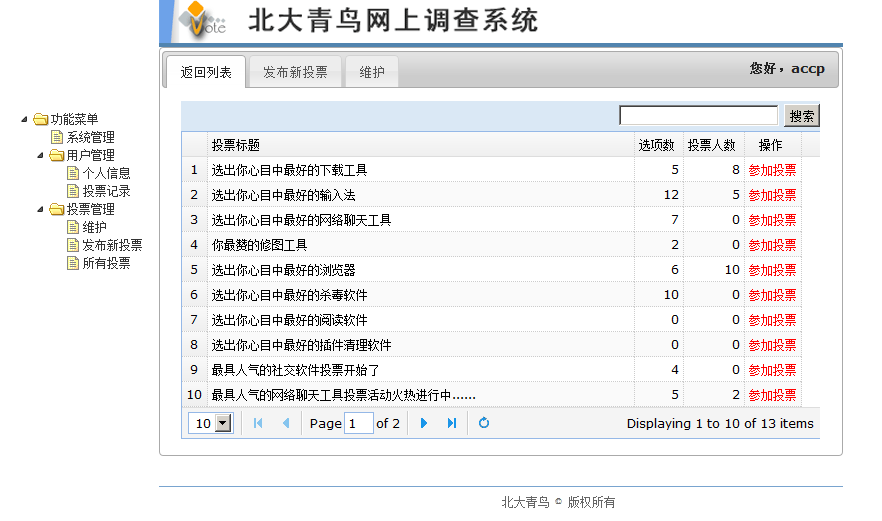 Vote 北大青鸟网上调查系统
返回列表 发布新投票 维护 您好，accp
功能菜单
系统管理
用户管理
个人信息
投票记录
投票管理
维护
发布新投票
所有投票
搜索
投票标题 选项数 投票人数 操作
1 选出你心目中最好的下载工具 5 8 参加投票
2 选出你心目中最好的输入法 12 5 参加投票
3 选出你心目中最好的网络聊天工具 7 0 参加投票
4 你最赞的修图工具 2 0 参加投票
5 选出你心目中最好的浏览器 6 10 参加投票
6 选出你心目中最好的杀毒软件 10 0 参加投票
7 选出你心目中最好的阅读软件 0 0 参加投票
8 选出你心目中最好的插件清理软件 0 0 参加投票
9 最具人气的社交软件投票开始了 4 0 参加投票
10 最具人气的网络聊天工具投票活动火热进行中...... 5 2 参加投票
10 Page 1 of 2 Displaying 1 to 10 of 13 items
北大青鸟 © 版权所有